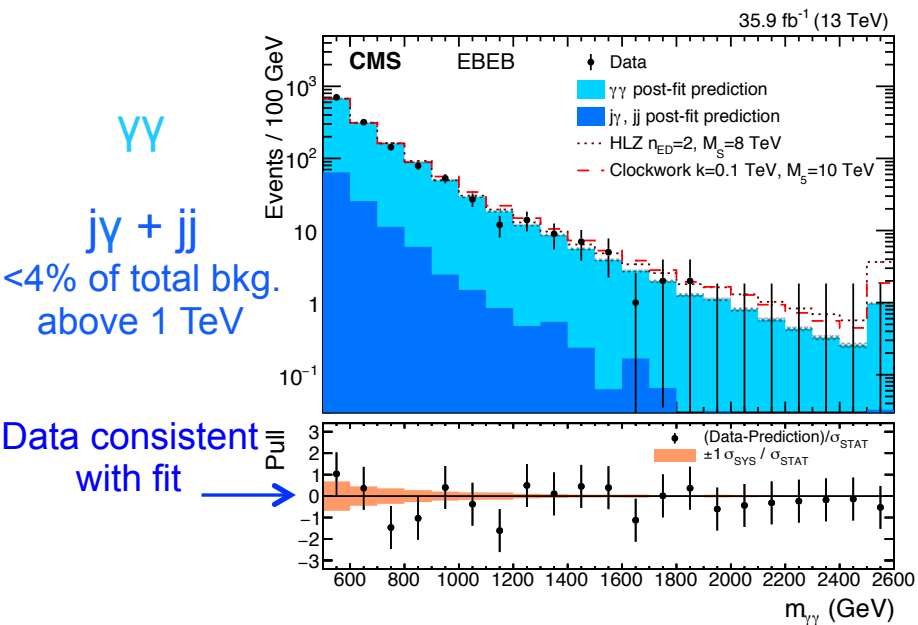 35.9 fb⁻¹ (13 TeV)
CMS EBEB
Data
γγ post-fit prediction
jγ, jj post-fit prediction
HLZ n_ED=2, M_S=8 TeV
Clockwork k=0.1 TeV, M_5=10 TeV
Events / 100 GeV
10³
10²
10
1
10⁻¹
γγ
jγ + jj
<4% of total bkg.
above 1 TeV
Data consistent
with fit
Pull
3
2
1
0
−1
−2
−3
(Data-Prediction)/σ_STAT
±1 σ_SYS / σ_STAT
600 800 1000 1200 1400 1600 1800 2000 2200 2400 2600
m_γγ (GeV)